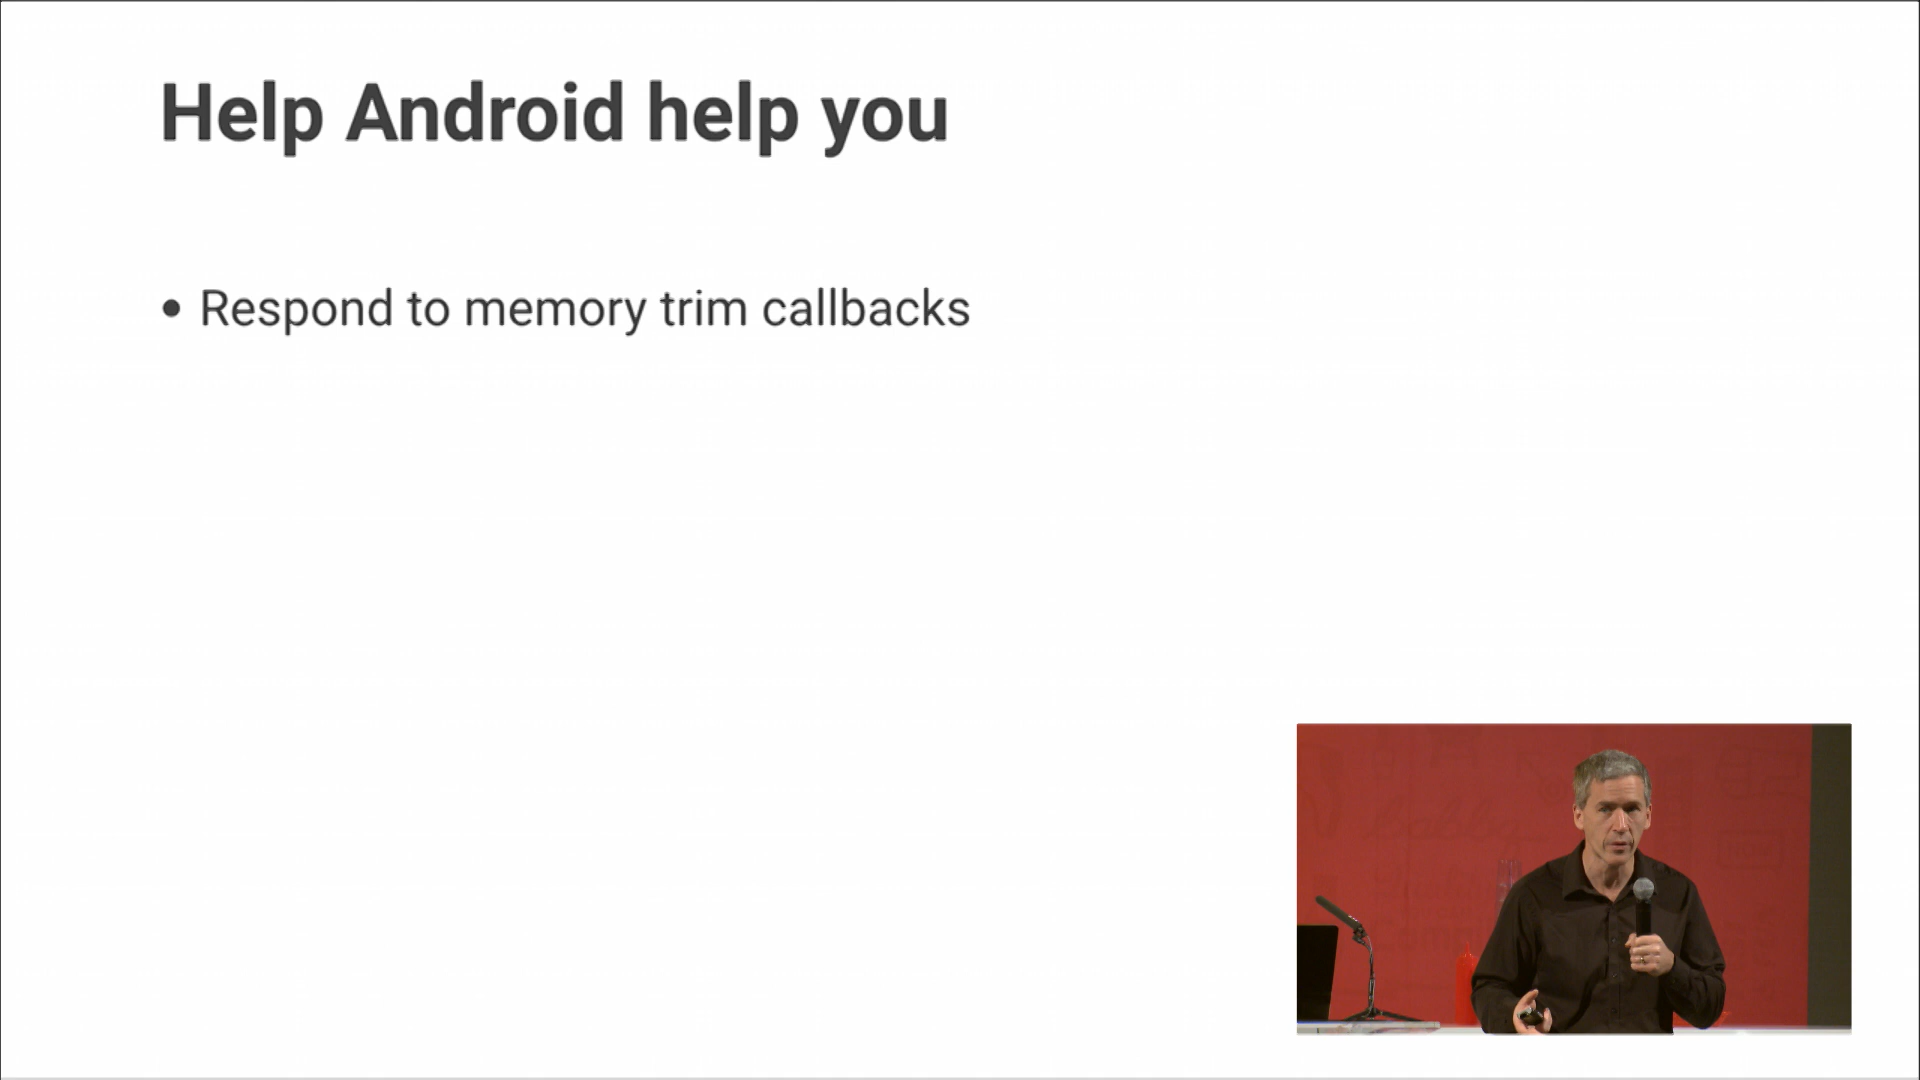 Help Android help you
• Respond to memory trim callbacks